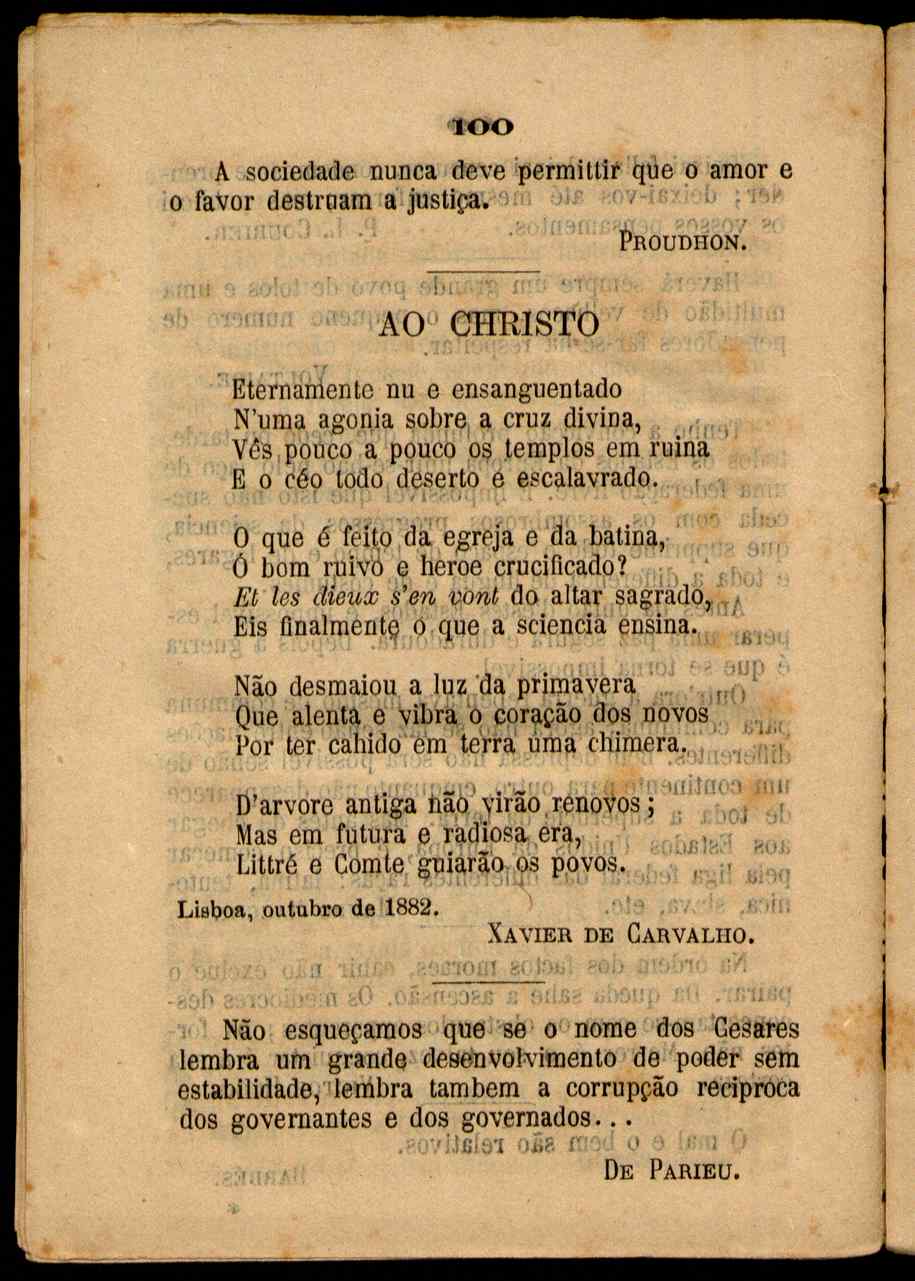 100
A sociedade nunca deve permittir que o amor e
o favor destruam a justiça.
PROUDHON.
AO CHRISTO
Eternamente nu e ensanguentado
N'uma agonia sobre a cruz divina,
Vês pouco a pouco os templos em ruina
E o céo todo deserto e escalavrado.
O que é feito da egreja e da batina,
Ó bom ruivo e heroe crucificado?
Et les dieux s'en vont do altar sagrado,
Eis finalmente o que a sciencia ensina.
Não desmaiou a luz da primavera
Que alenta e vibra o coração dos novos
Por ter cahido em terra uma chimera.
D'arvore antiga não virão renovos;
Mas em futura e radiosa era,
Littré e Comte guiarão os povos.
Lisboa, outubro de 1882.
XAVIER DE CARVALHO.
Não esqueçamos que se o nome dos Cesares
lembra um grande desenvolvimento de poder sem
estabilidade, lembra tambem a corrupção reciproca
dos governantes e dos governados...
DE PARIEU.